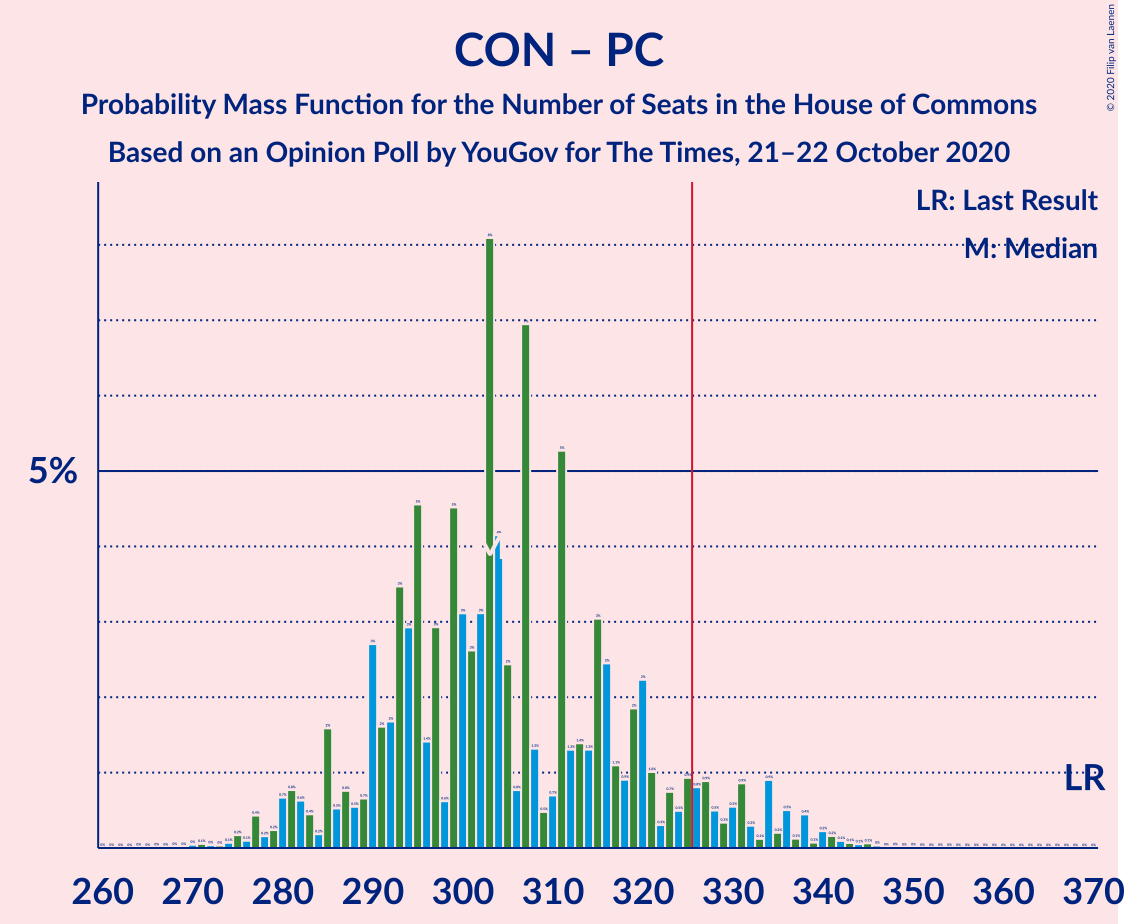 CON – PC
Probability Mass Function for the Number of Seats in the House of Commons
Based on an Opinion Poll by YouGov for The Times, 21–22 October 2020
© 2020 Filip van Laenen
LR: Last Result
M: Median
5%
LR
260 270 280 290 300 310 320 330 340 350 360 370